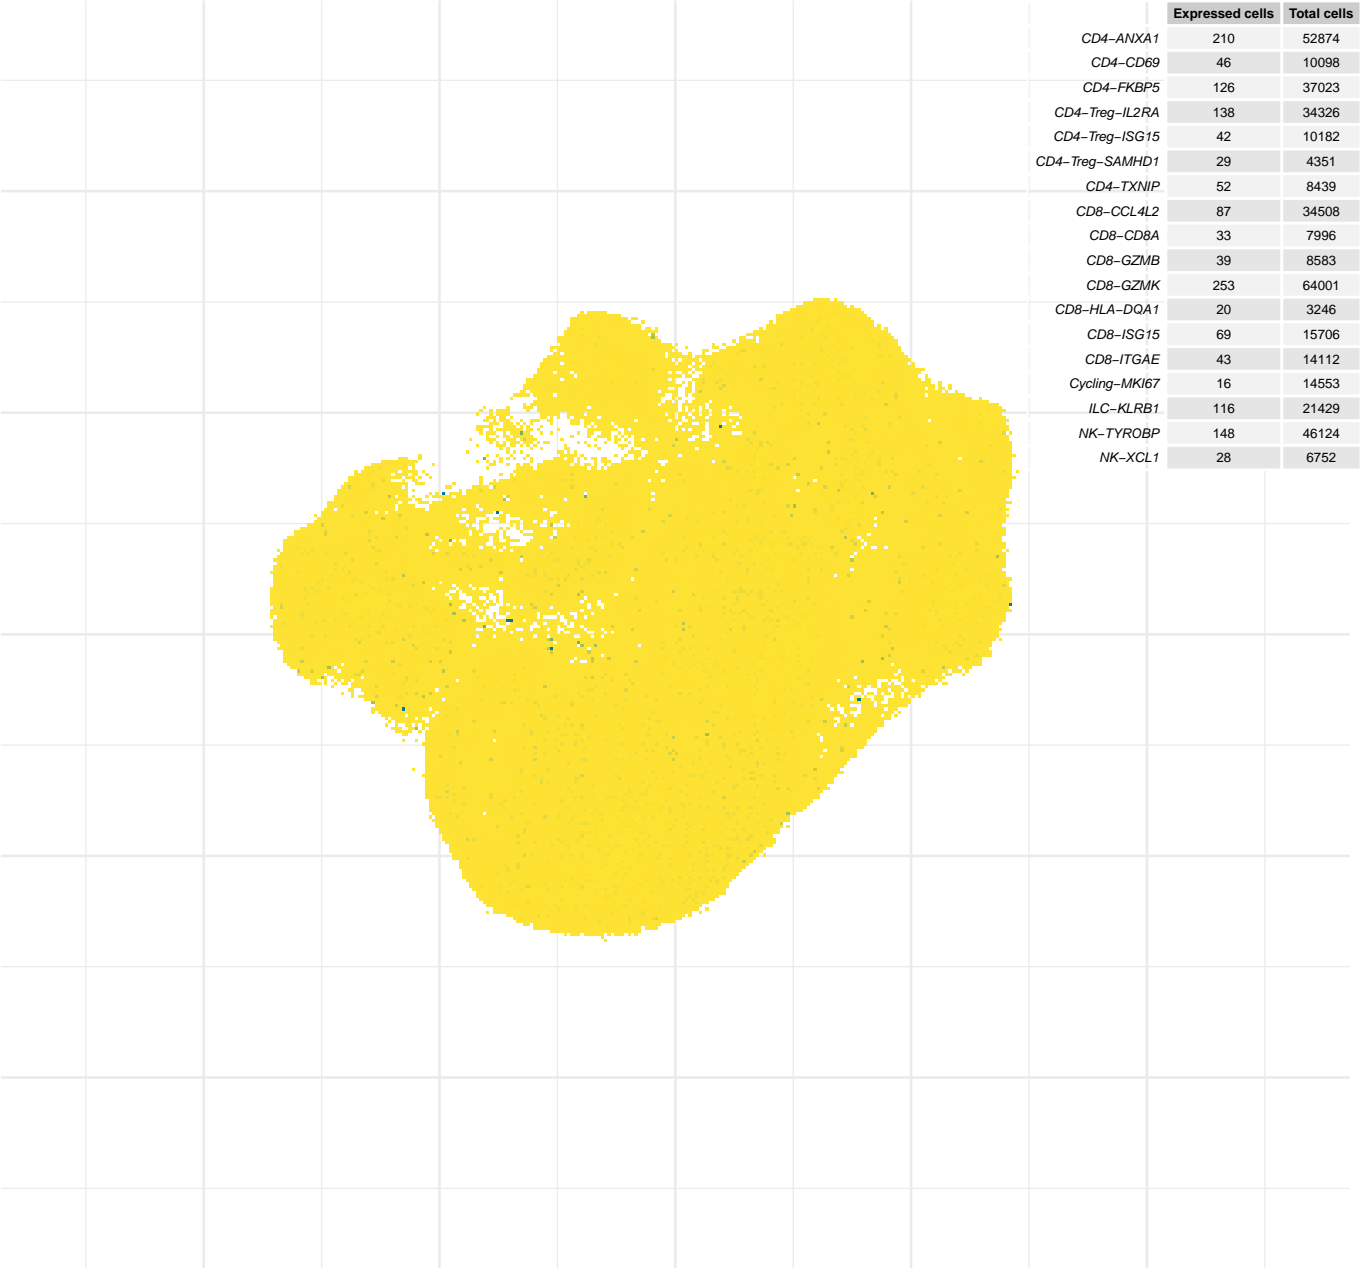 Expressed cells Total cells
CD4−ANXA1 210 52874
CD4−CD69 46 10098
CD4−FKBP5 126 37023
CD4−Treg−IL2RA 138 34326
CD4−Treg−ISG15 42 10182
CD4−Treg−SAMHD1 29 4351
CD4−TXNIP 52 8439
CD8−CCL4L2 87 34508
CD8−CD8A 33 7996
CD8−GZMB 39 8583
CD8−GZMK 253 64001
CD8−HLA−DQA1 20 3246
CD8−ISG15 69 15706
CD8−ITGAE 43 14112
Cycling−MKI67 16 14553
ILC−KLRB1 116 21429
NK−TYROBP 148 46124
NK−XCL1 28 6752